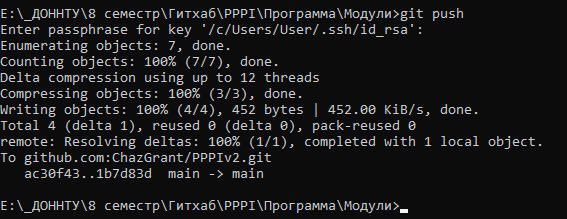 E:\_ДОННТУ\8 семестр\Гитхаб\PPPI\Программа\Модули>git push
Enter passphrase for key '/c/Users/User/.ssh/id_rsa':
Enumerating objects: 7, done.
Counting objects: 100% (7/7), done.
Delta compression using up to 12 threads
Compressing objects: 100% (3/3), done.
Writing objects: 100% (4/4), 452 bytes | 452.00 KiB/s, done.
Total 4 (delta 1), reused 0 (delta 0), pack-reused 0
remote: Resolving deltas: 100% (1/1), completed with 1 local object.
To github.com:ChazGrant/PPPIv2.git
   ac30f43..1b7d83d  main -> main
E:\_ДОННТУ\8 семестр\Гитхаб\PPPI\Программа\Модули>